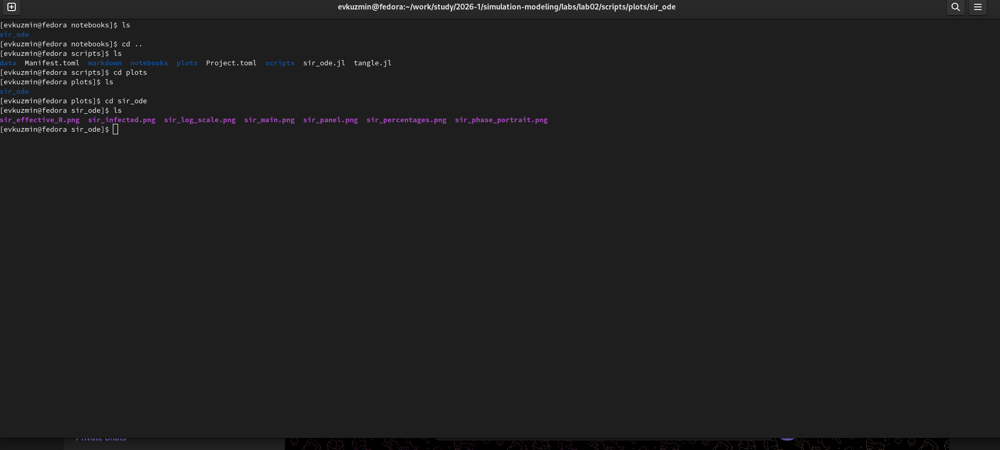 evkuzmin@fedora:~/work/study/2026-1/simulation-modeling/labs/lab02/scripts/plots/sir_ode
[evkuzmin@fedora notebooks]$ ls
sir_ode
[evkuzmin@fedora notebooks]$ cd ..
[evkuzmin@fedora scripts]$ ls
data  Manifest.toml  markdown  notebooks  plots  Project.toml  scripts  sir_ode.jl  tangle.jl
[evkuzmin@fedora scripts]$ cd plots
[evkuzmin@fedora plots]$ ls
sir_ode
[evkuzmin@fedora plots]$ cd sir_ode
[evkuzmin@fedora sir_ode]$ ls
sir_effective_R.png  sir_infected.png  sir_log_scale.png  sir_main.png  sir_panel.png  sir_percentages.png  sir_phase_portrait.png
[evkuzmin@fedora sir_ode]$
Private Chats